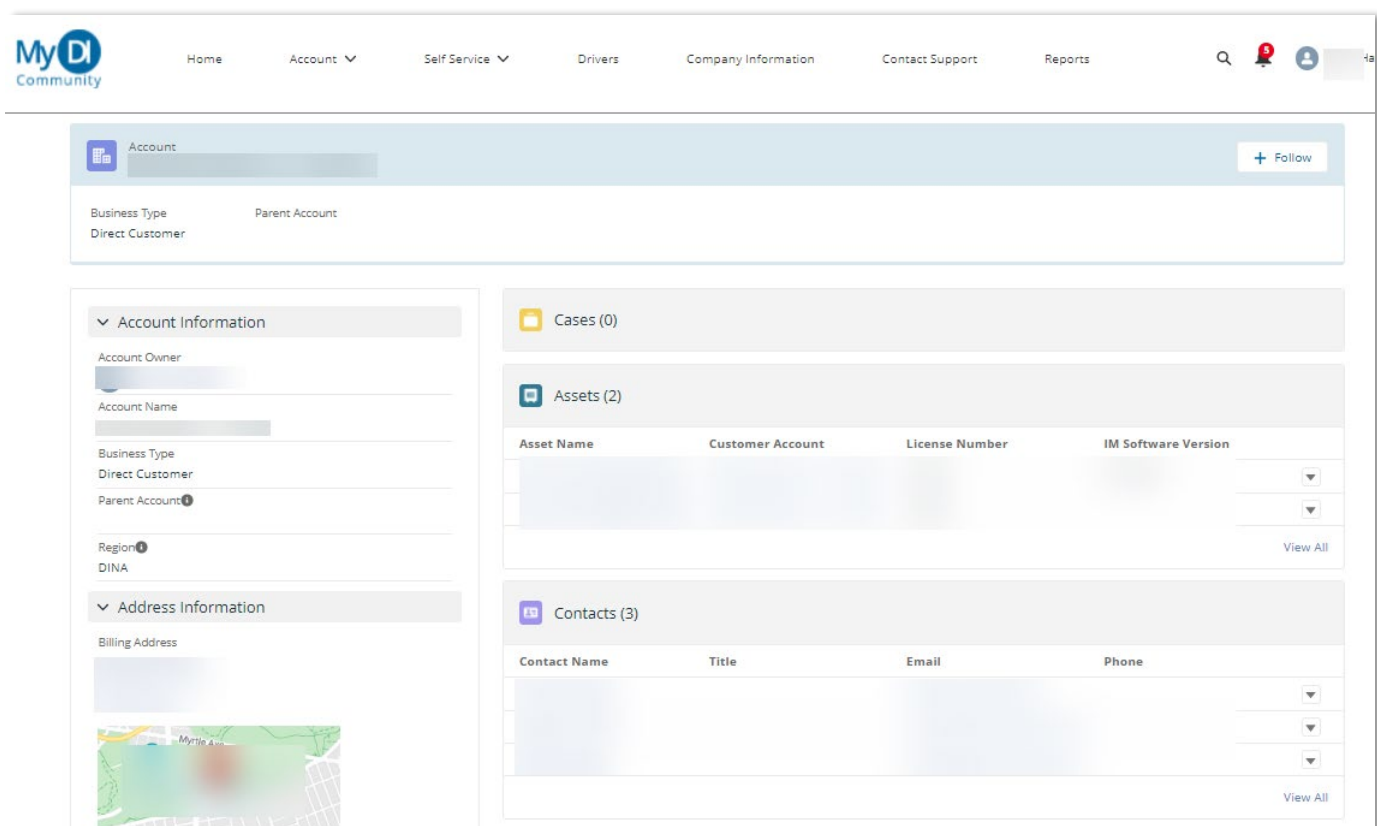 My DI
Community
Home Account Self Service Drivers Company Information Contact Support Reports 5
Account
+ Follow
Business Type Parent Account
Direct Customer
Account Information
Account Owner
Account Name
Business Type
Direct Customer
Parent Account
Region
DINA
Address Information
Billing Address
Myrtle
Cases (0)
Assets (2)
Asset Name Customer Account License Number IM Software Version
View All
Contacts (3)
Contact Name Title Email Phone
View All